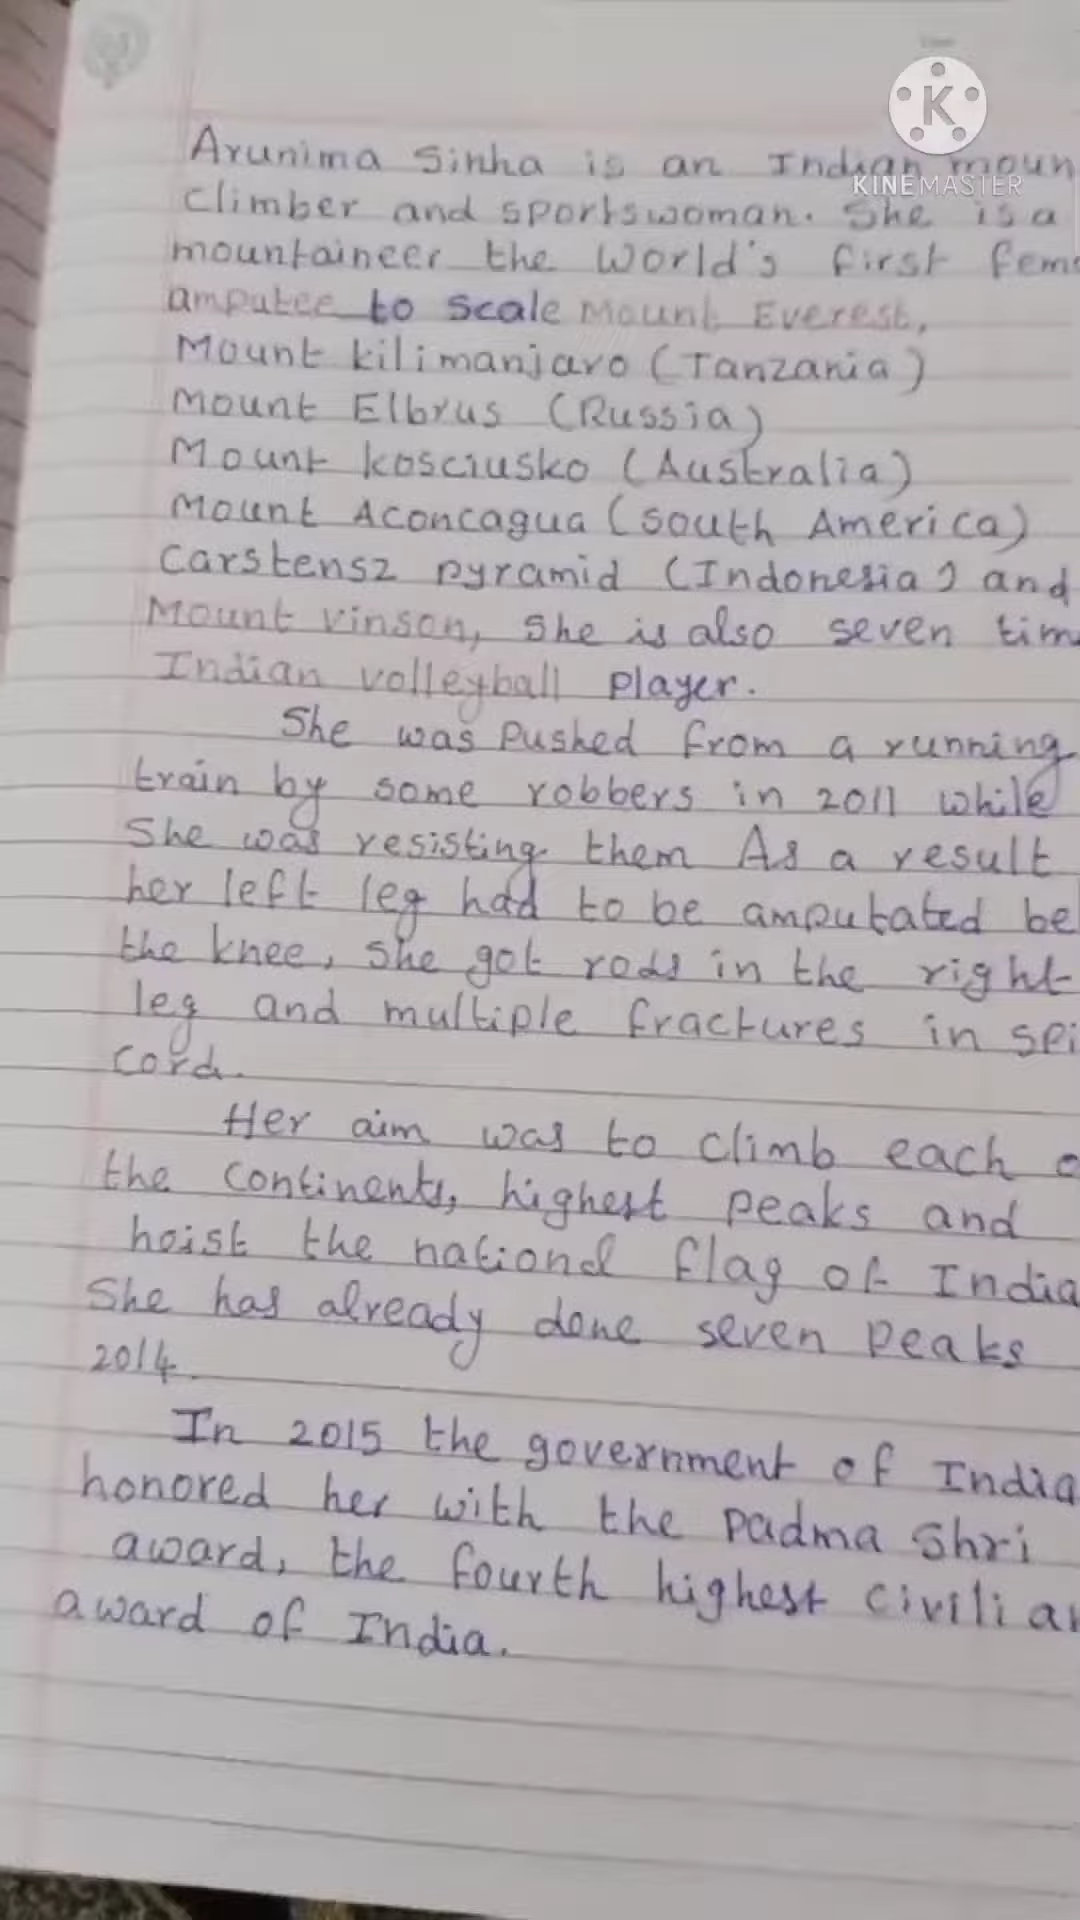 KINEMASTER
Arunima Sinha is an Indian moun
climber and sportswoman. She is a
mountaineer the World's first fem
amputee to scale Mount Everest,
Mount kilimanjaro (Tanzania)
Mount Elbrus (Russia)
Mount kosciusko (Australia)
Mount Aconcagua (South America)
Carstensz pyramid (Indonesia) and
Mount vinson, She is also seven tim
Indian volleyball player.
She was pushed from a running
train by some robbers in 2011 while
She was resisting them As a result
her left leg had to be amputated be
the knee, She got rods in the right
leg and multiple fractures in spi
cord.
Her aim was to climb each o
the continents, highest peaks and
hoist the national flag of India
She has already done seven peaks
2014
In 2015 the government of India
honored her with the padma Shri
award, the fourth highest civilian
award of India.